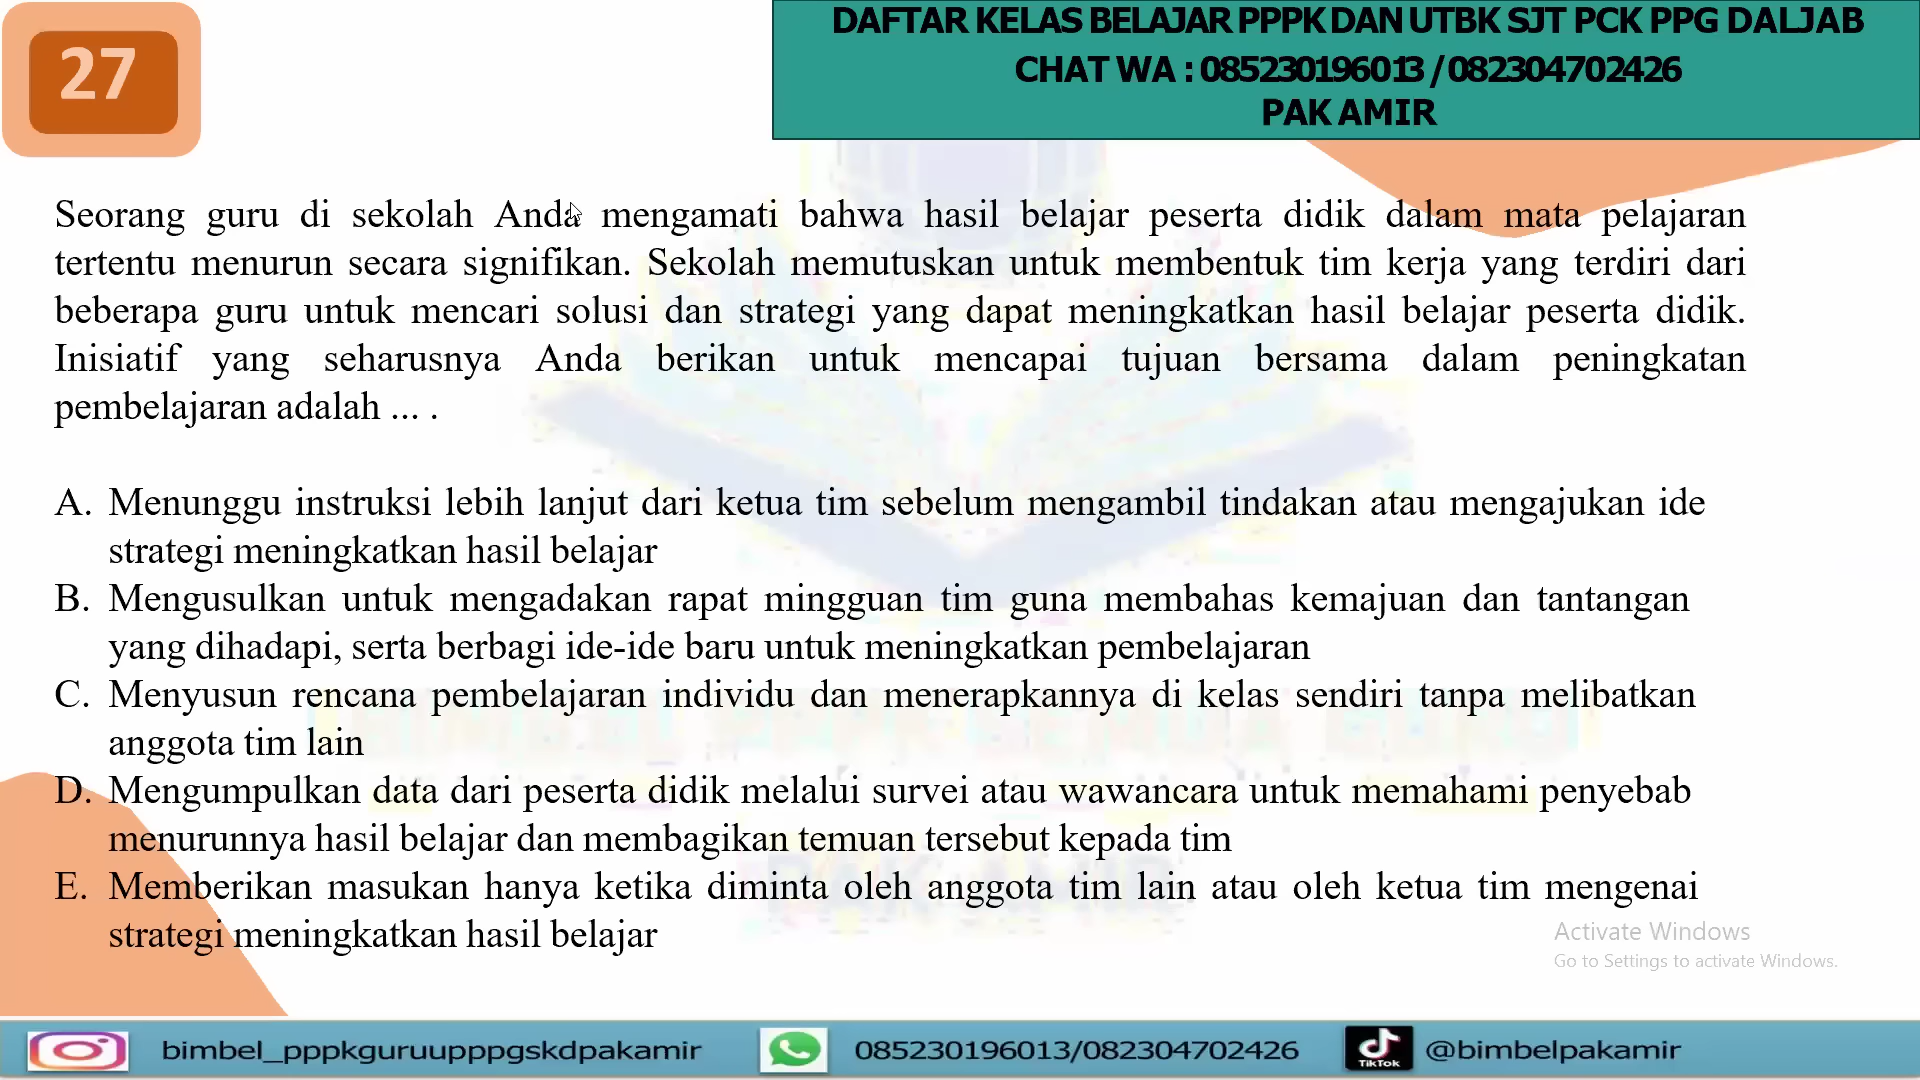 27
DAFTAR KELAS BELAJAR PPPK DAN UTBK SJT PCK PPG DALJAB
CHAT WA : 085230196013 / 082304702426
PAK AMIR
Seorang guru di sekolah Anda mengamati bahwa hasil belajar peserta didik dalam mata pelajaran
tertentu menurun secara signifikan. Sekolah memutuskan untuk membentuk tim kerja yang terdiri dari
beberapa guru untuk mencari solusi dan strategi yang dapat meningkatkan hasil belajar peserta didik.
Inisiatif yang seharusnya Anda berikan untuk mencapai tujuan bersama dalam peningkatan
pembelajaran adalah ... .
A. Menunggu instruksi lebih lanjut dari ketua tim sebelum mengambil tindakan atau mengajukan ide
strategi meningkatkan hasil belajar
B. Mengusulkan untuk mengadakan rapat mingguan tim guna membahas kemajuan dan tantangan
yang dihadapi, serta berbagi ide-ide baru untuk meningkatkan pembelajaran
C. Menyusun rencana pembelajaran individu dan menerapkannya di kelas sendiri tanpa melibatkan
anggota tim lain
D. Mengumpulkan data dari peserta didik melalui survei atau wawancara untuk memahami penyebab
menurunnya hasil belajar dan membagikan temuan tersebut kepada tim
E. Memberikan masukan hanya ketika diminta oleh anggota tim lain atau oleh ketua tim mengenai
strategi meningkatkan hasil belajar
PAK AMIR
Activate Windows
Go to Settings to activate Windows.
bimbel_pppkguruupppgskdpakamir
085230196013/082304702426
TikTok
@bimbelpakamir